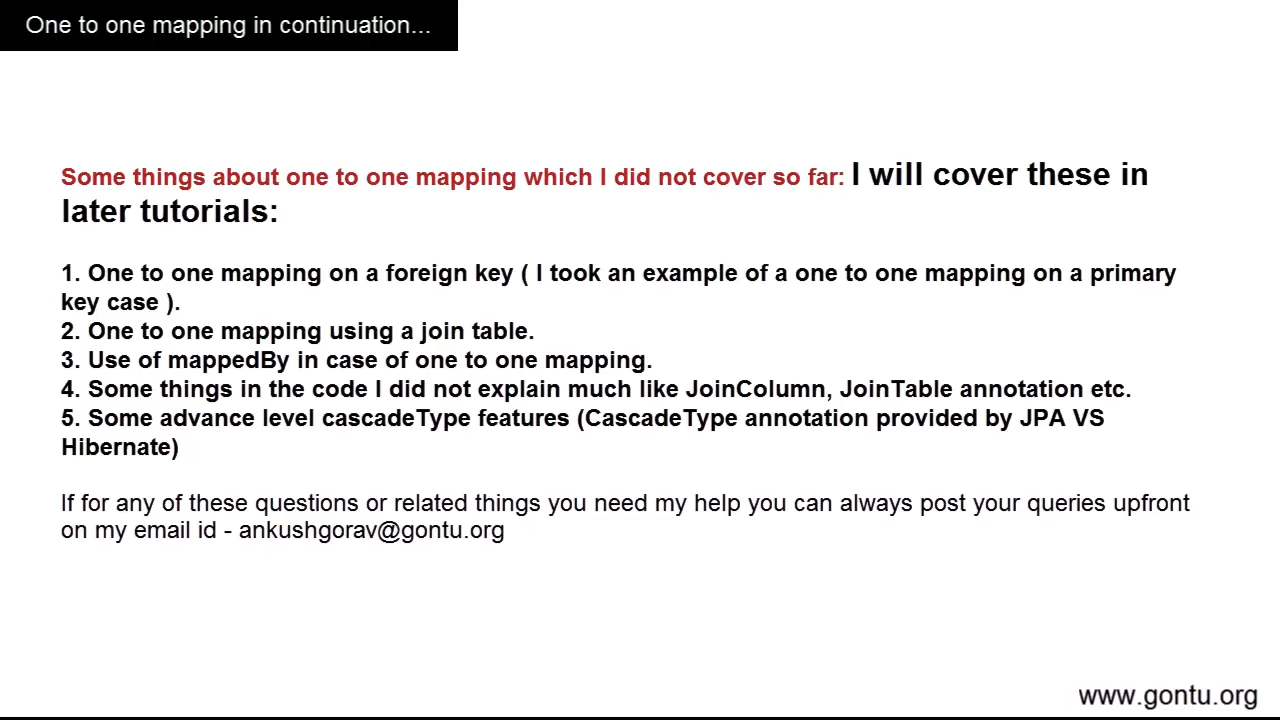 One to one mapping in continuation...
Some things about one to one mapping which I did not cover so far: I will cover these in
later tutorials:
1. One to one mapping on a foreign key ( I took an example of a one to one mapping on a primary
key case ).
2. One to one mapping using a join table.
3. Use of mappedBy in case of one to one mapping.
4. Some things in the code I did not explain much like JoinColumn, JoinTable annotation etc.
5. Some advance level cascadeType features (CascadeType annotation provided by JPA VS
Hibernate)
If for any of these questions or related things you need my help you can always post your queries upfront
on my email id - ankushgorav@gontu.org
www.gontu.org